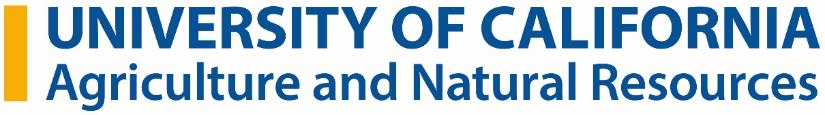 UNIVERSITY OF CALIFORNIA
Agriculture and Natural Resources